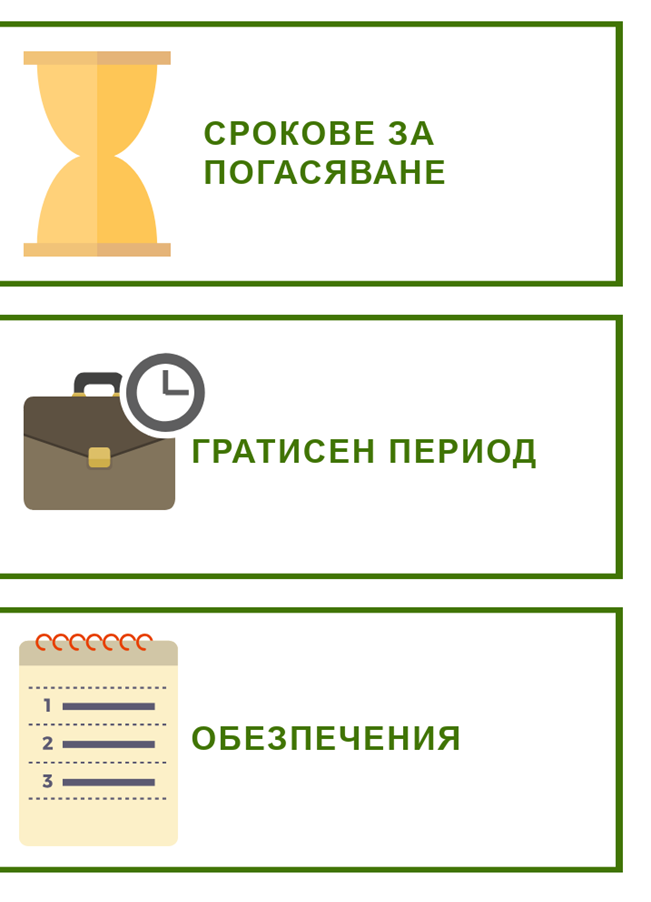 СРОКОВЕ ЗА
ПОГАСЯВАНЕ
ГРАТИСЕН ПЕРИОД
1
2
3
ОБЕЗПЕЧЕНИЯ